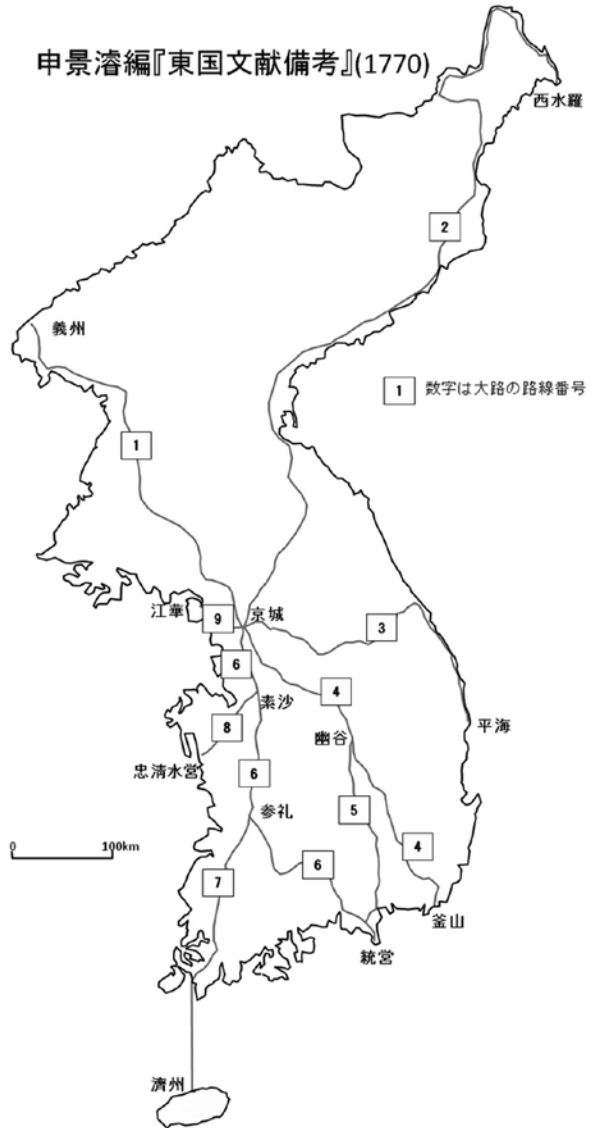 申景濬編『東国文献備考』(1770)
西水羅
2
義州
1 数字は大路の路線番号
1
江華
9
京城
3
6
4
素沙
平海
8
幽谷
忠清水営
6
5
参礼
4
0 100km
6
7
釜山
統営
済州